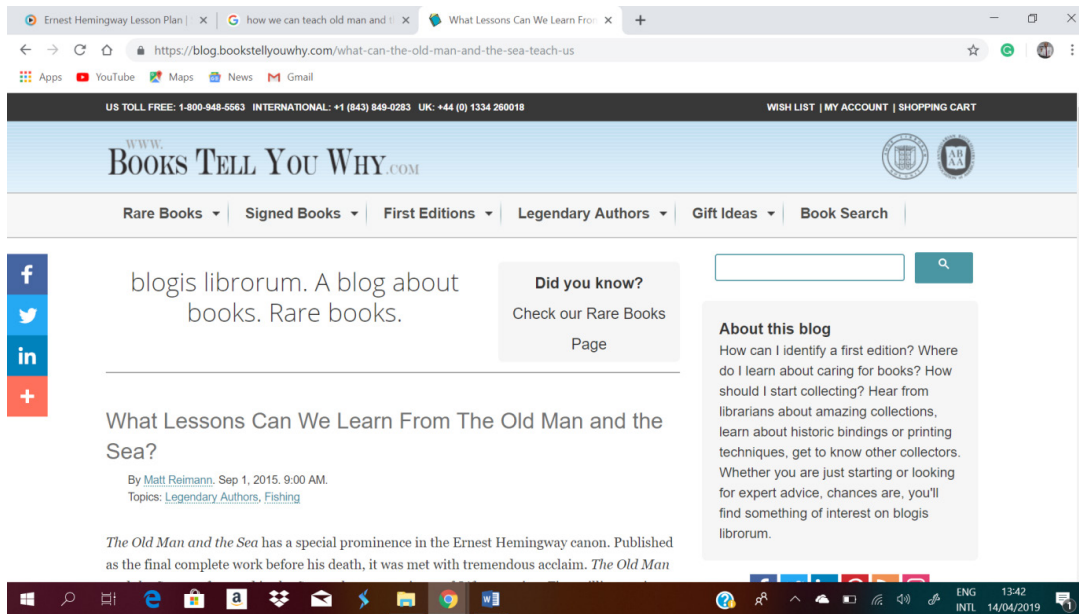 Ernest Hemingway Lesson Plan |
how we can teach old man and t
What Lessons Can We Learn From
https://blog.bookstellyouwhy.com/what-can-the-old-man-and-the-sea-teach-us
Apps YouTube Maps News Gmail
US TOLL FREE: 1-800-948-5563 INTERNATIONAL: +1 (843) 849-0283 UK: +44 (0) 1334 260018
WISH LIST | MY ACCOUNT | SHOPPING CART
WWW.
BOOKS TELL YOU WHY.COM
AB
AA
Rare Books Signed Books First Editions Legendary Authors Gift Ideas Book Search
blogis librorum. A blog about
books. Rare books.
Did you know?
Check our Rare Books
Page
What Lessons Can We Learn From The Old Man and the
Sea?
By Matt Reimann. Sep 1, 2015. 9:00 AM.
Topics: Legendary Authors, Fishing
The Old Man and the Sea has a special prominence in the Ernest Hemingway canon. Published
as the final complete work before his death, it was met with tremendous acclaim. The Old Man
About this blog
How can I identify a first edition? Where
do I learn about caring for books? How
should I start collecting? Hear from
librarians about amazing collections,
learn about historic bindings or printing
techniques, get to know other collectors.
Whether you are just starting or looking
for expert advice, chances are, you'll
find something of interest on blogis
librorum.
ENG 13:42
INTL 14/04/2019